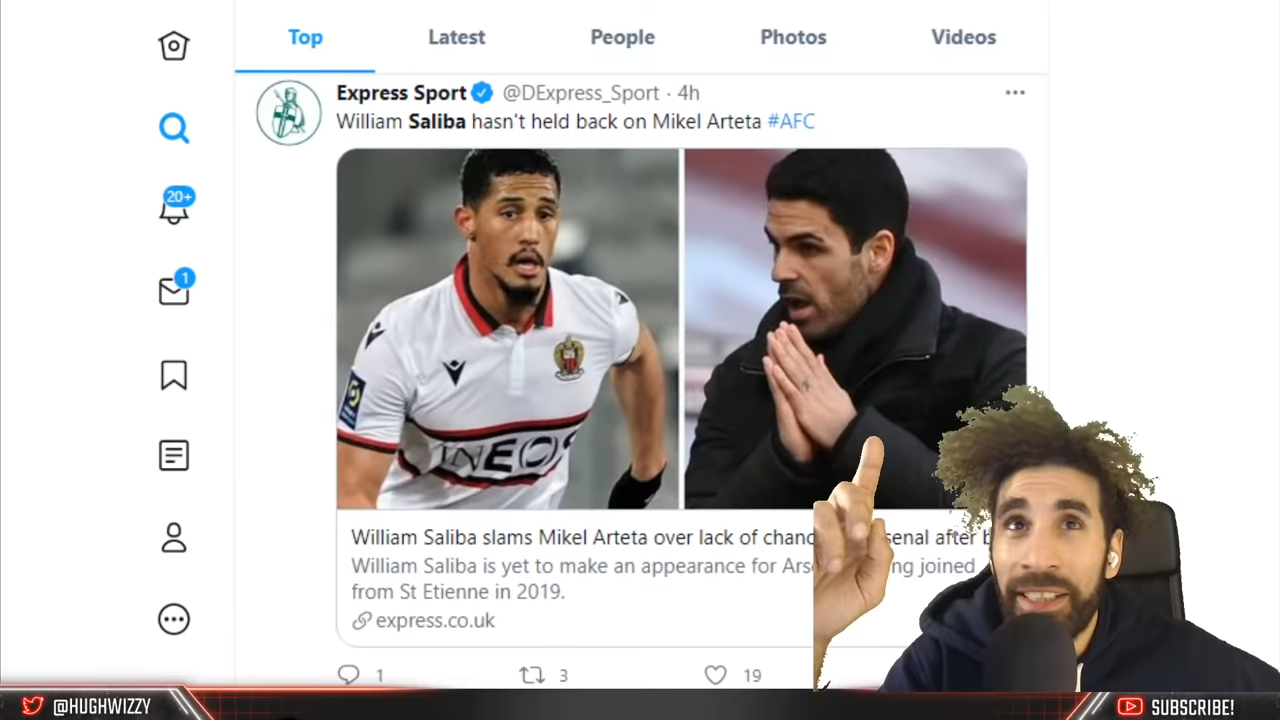 Top Latest People Photos Videos
Express Sport @DExpress_Sport · 4h
William Saliba hasn't held back on Mikel Arteta #AFC
20+
1
INEOS
William Saliba slams Mikel Arteta over lack of chanc senal after b
William Saliba is yet to make an appearance for Ars ng joined
from St Etienne in 2019.
express.co.uk
1 3 19
@HUGHWIZZY SUBSCRIBE!